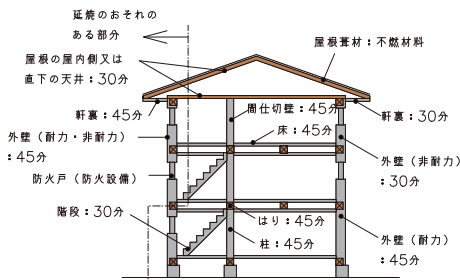 延焼のおそれの
ある部分
屋根の屋内側又は
直下の天井：30分
屋根葺材：不燃材料
軒裏：45分
間仕切壁：45分
軒裏：30分
床：45分
外壁（耐力・非耐力）
：45分
外壁（非耐力）
：30分
防火戸（防火設備）
階段：30分
はり：45分
柱：45分
外壁（耐力）
：45分